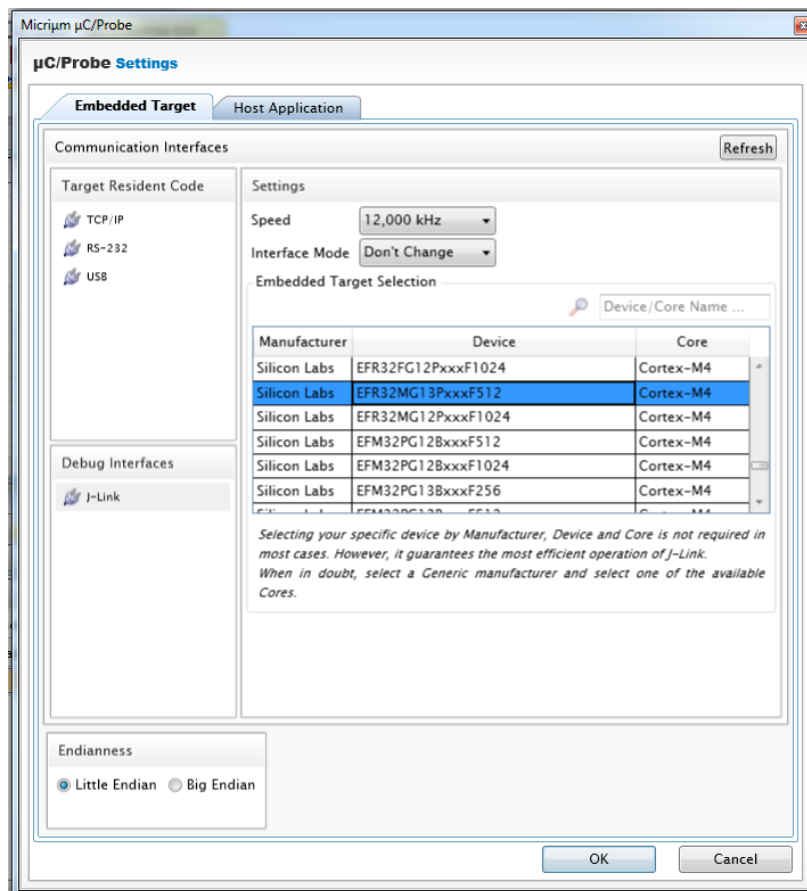 Micriµm µC/Probe
µC/Probe Settings
Embedded Target
Host Application
Communication Interfaces
Refresh
Target Resident Code
TCP/IP
RS-232
USB
Debug Interfaces
J-Link
Settings
Speed 12,000 kHz
Interface Mode Don't Change
Embedded Target Selection
Device/Core Name ...
Manufacturer Device Core
Silicon Labs EFR32FG12PxxxF1024 Cortex-M4
Silicon Labs EFR32MG13PxxxF512 Cortex-M4
Silicon Labs EFR32MG12PxxxF1024 Cortex-M4
Silicon Labs EFM32PG12BxxxF512 Cortex-M4
Silicon Labs EFM32PG12BxxxF1024 Cortex-M4
Silicon Labs EFM32PG13BxxxF256 Cortex-M4
Selecting your specific device by Manufacturer, Device and Core is not required in
most cases. However, it guarantees the most efficient operation of J-Link.
When in doubt, select a Generic manufacturer and select one of the available
Cores.
Endianness
Little Endian Big Endian
OK Cancel